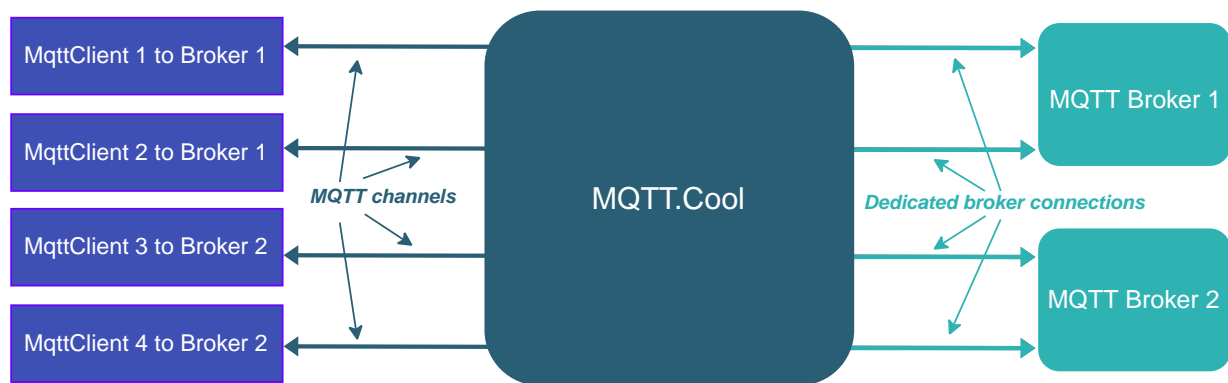 MqttClient 1 to Broker 1
MqttClient 2 to Broker 1
MqttClient 3 to Broker 2
MqttClient 4 to Broker 2
MQTT channels
MQTT.Cool
Dedicated broker connections
MQTT Broker 1
MQTT Broker 2